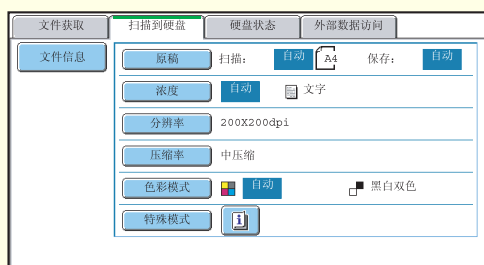 文件获取 扫描到硬盘 硬盘状态 外部数据访问
文件信息
原稿 扫描: 自动 A4 保存: 自动
浓度 自动 文字
分辨率 200X200dpi
压缩率 中压缩
色彩模式 自动 黑白双色
特殊模式